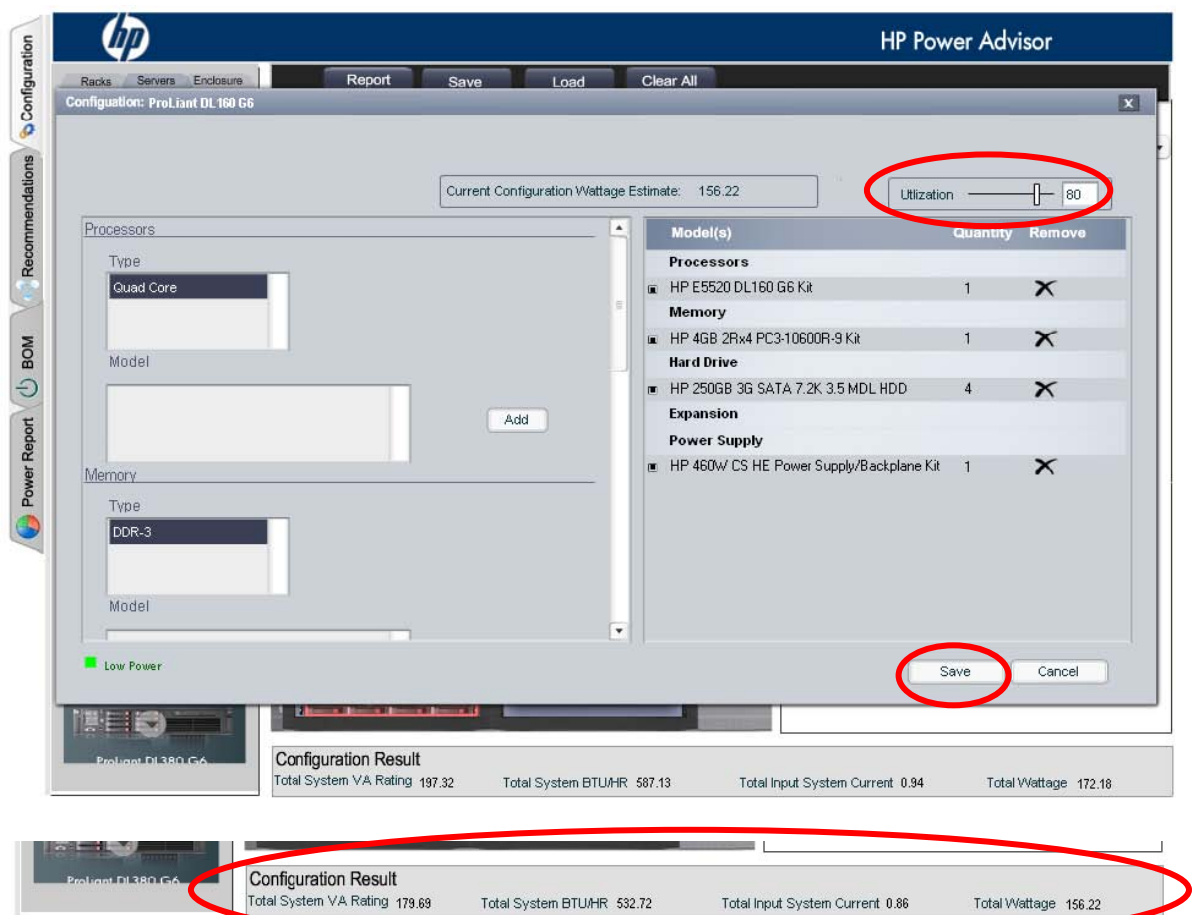 hp
HP Power Advisor
Configuration
Recommendations
BOM
Power Report
Racks Servers Enclosure
Report Save Load Clear All
Configuation: ProLiant DL160 G6 X
Current Configuration Wattage Estimate: 156.22
Utlization 80
Processors
Type
Quad Core
Model
Add
Memory
Type
DDR-3
Model
Low Power
Model(s) Quantity Remove
Processors
HP E5520 DL160 G6 Kit 1
Memory
HP 4GB 2Rx4 PC3-10600R-9 Kit 1
Hard Drive
HP 250GB 3G SATA 7.2K 3.5 MDL HDD 4
Expansion
Power Supply
HP 460W CS HE Power Supply/Backplane Kit 1
Save Cancel
ProLiant DL380 G6
Configuration Result
Total System VA Rating 197.32 Total System BTU/HR 587.13 Total Input System Current 0.94 Total Wattage 172.18
ProLiant DL380 G6
Configuration Result
Total System VA Rating 179.69 Total System BTU/HR 532.72 Total Input System Current 0.86 Total Wattage 156.22